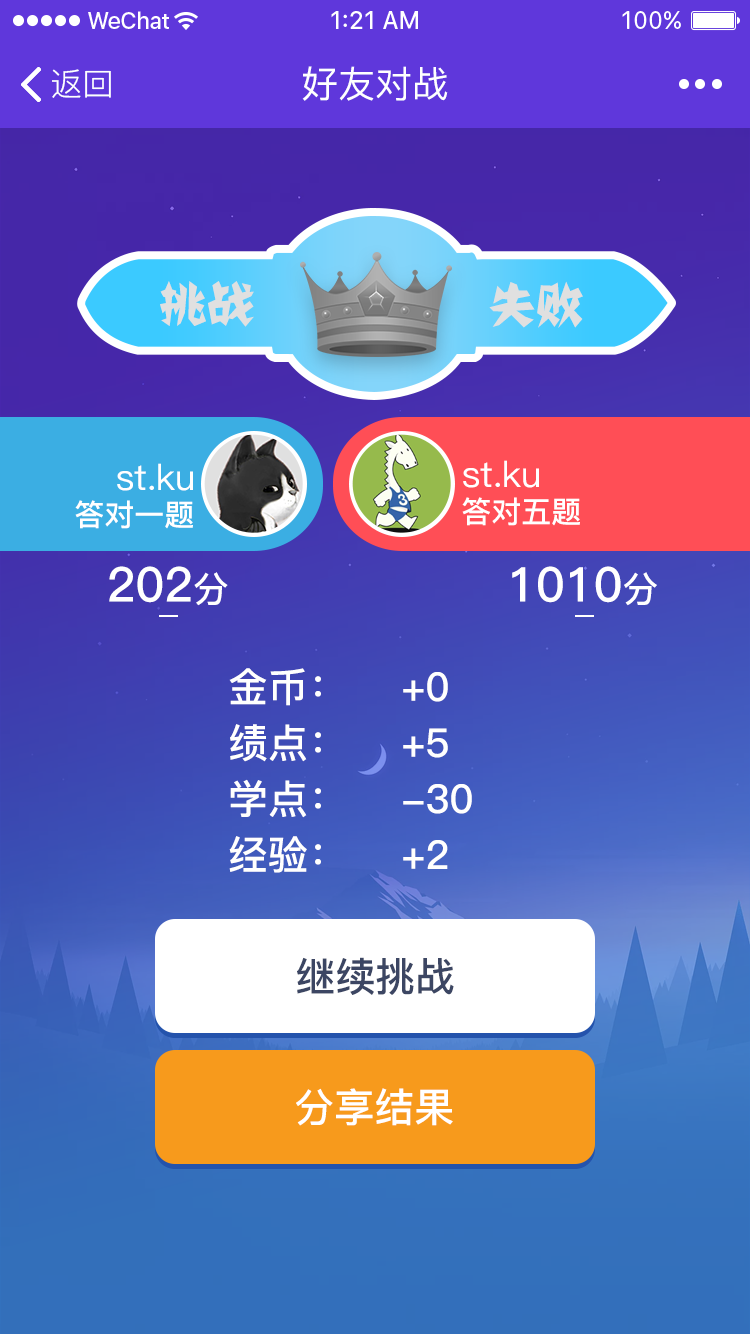 WeChat 1:21 AM 100%
返回 好友对战
挑战 失败
st.ku
答对一题
st.ku
答对五题
3
202分 1010分
金币： +0
绩点： +5
学点： −30
经验： +2
继续挑战
分享结果